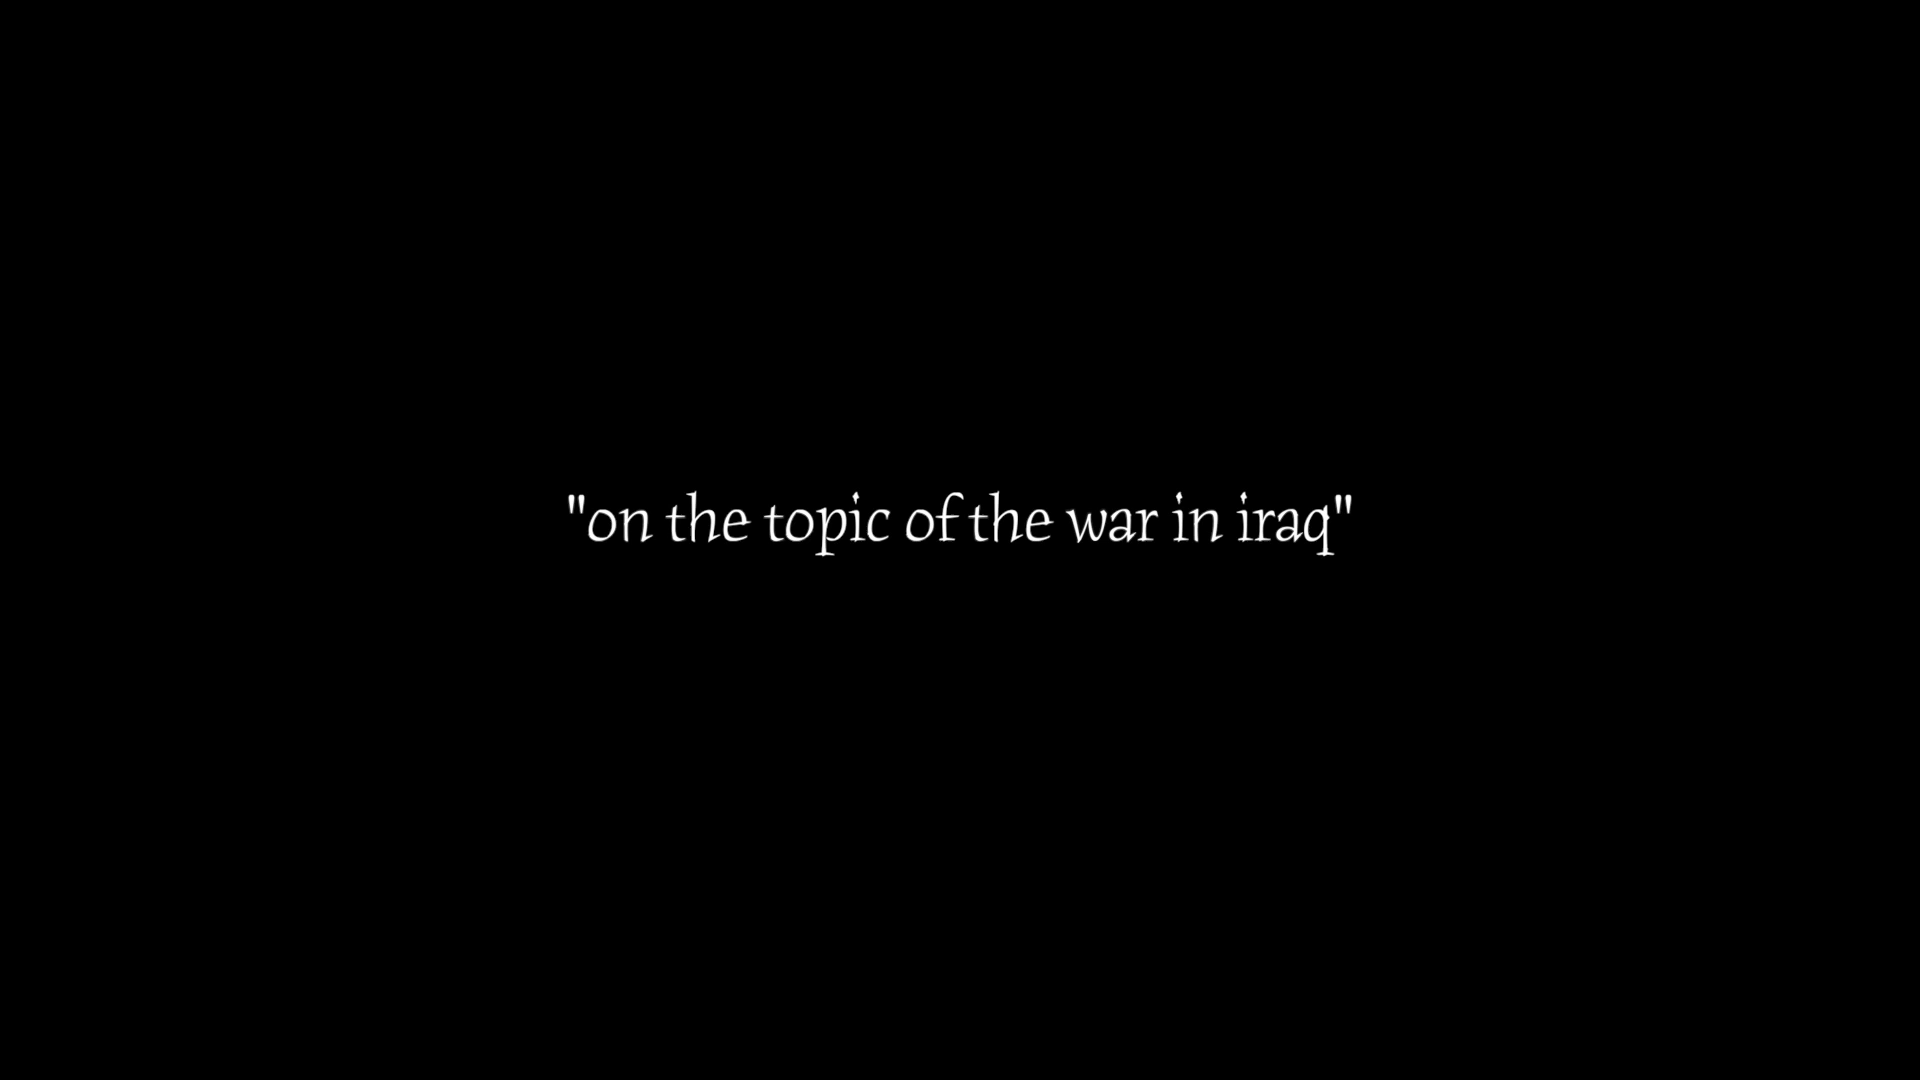 "on the topic of the war in iraq"